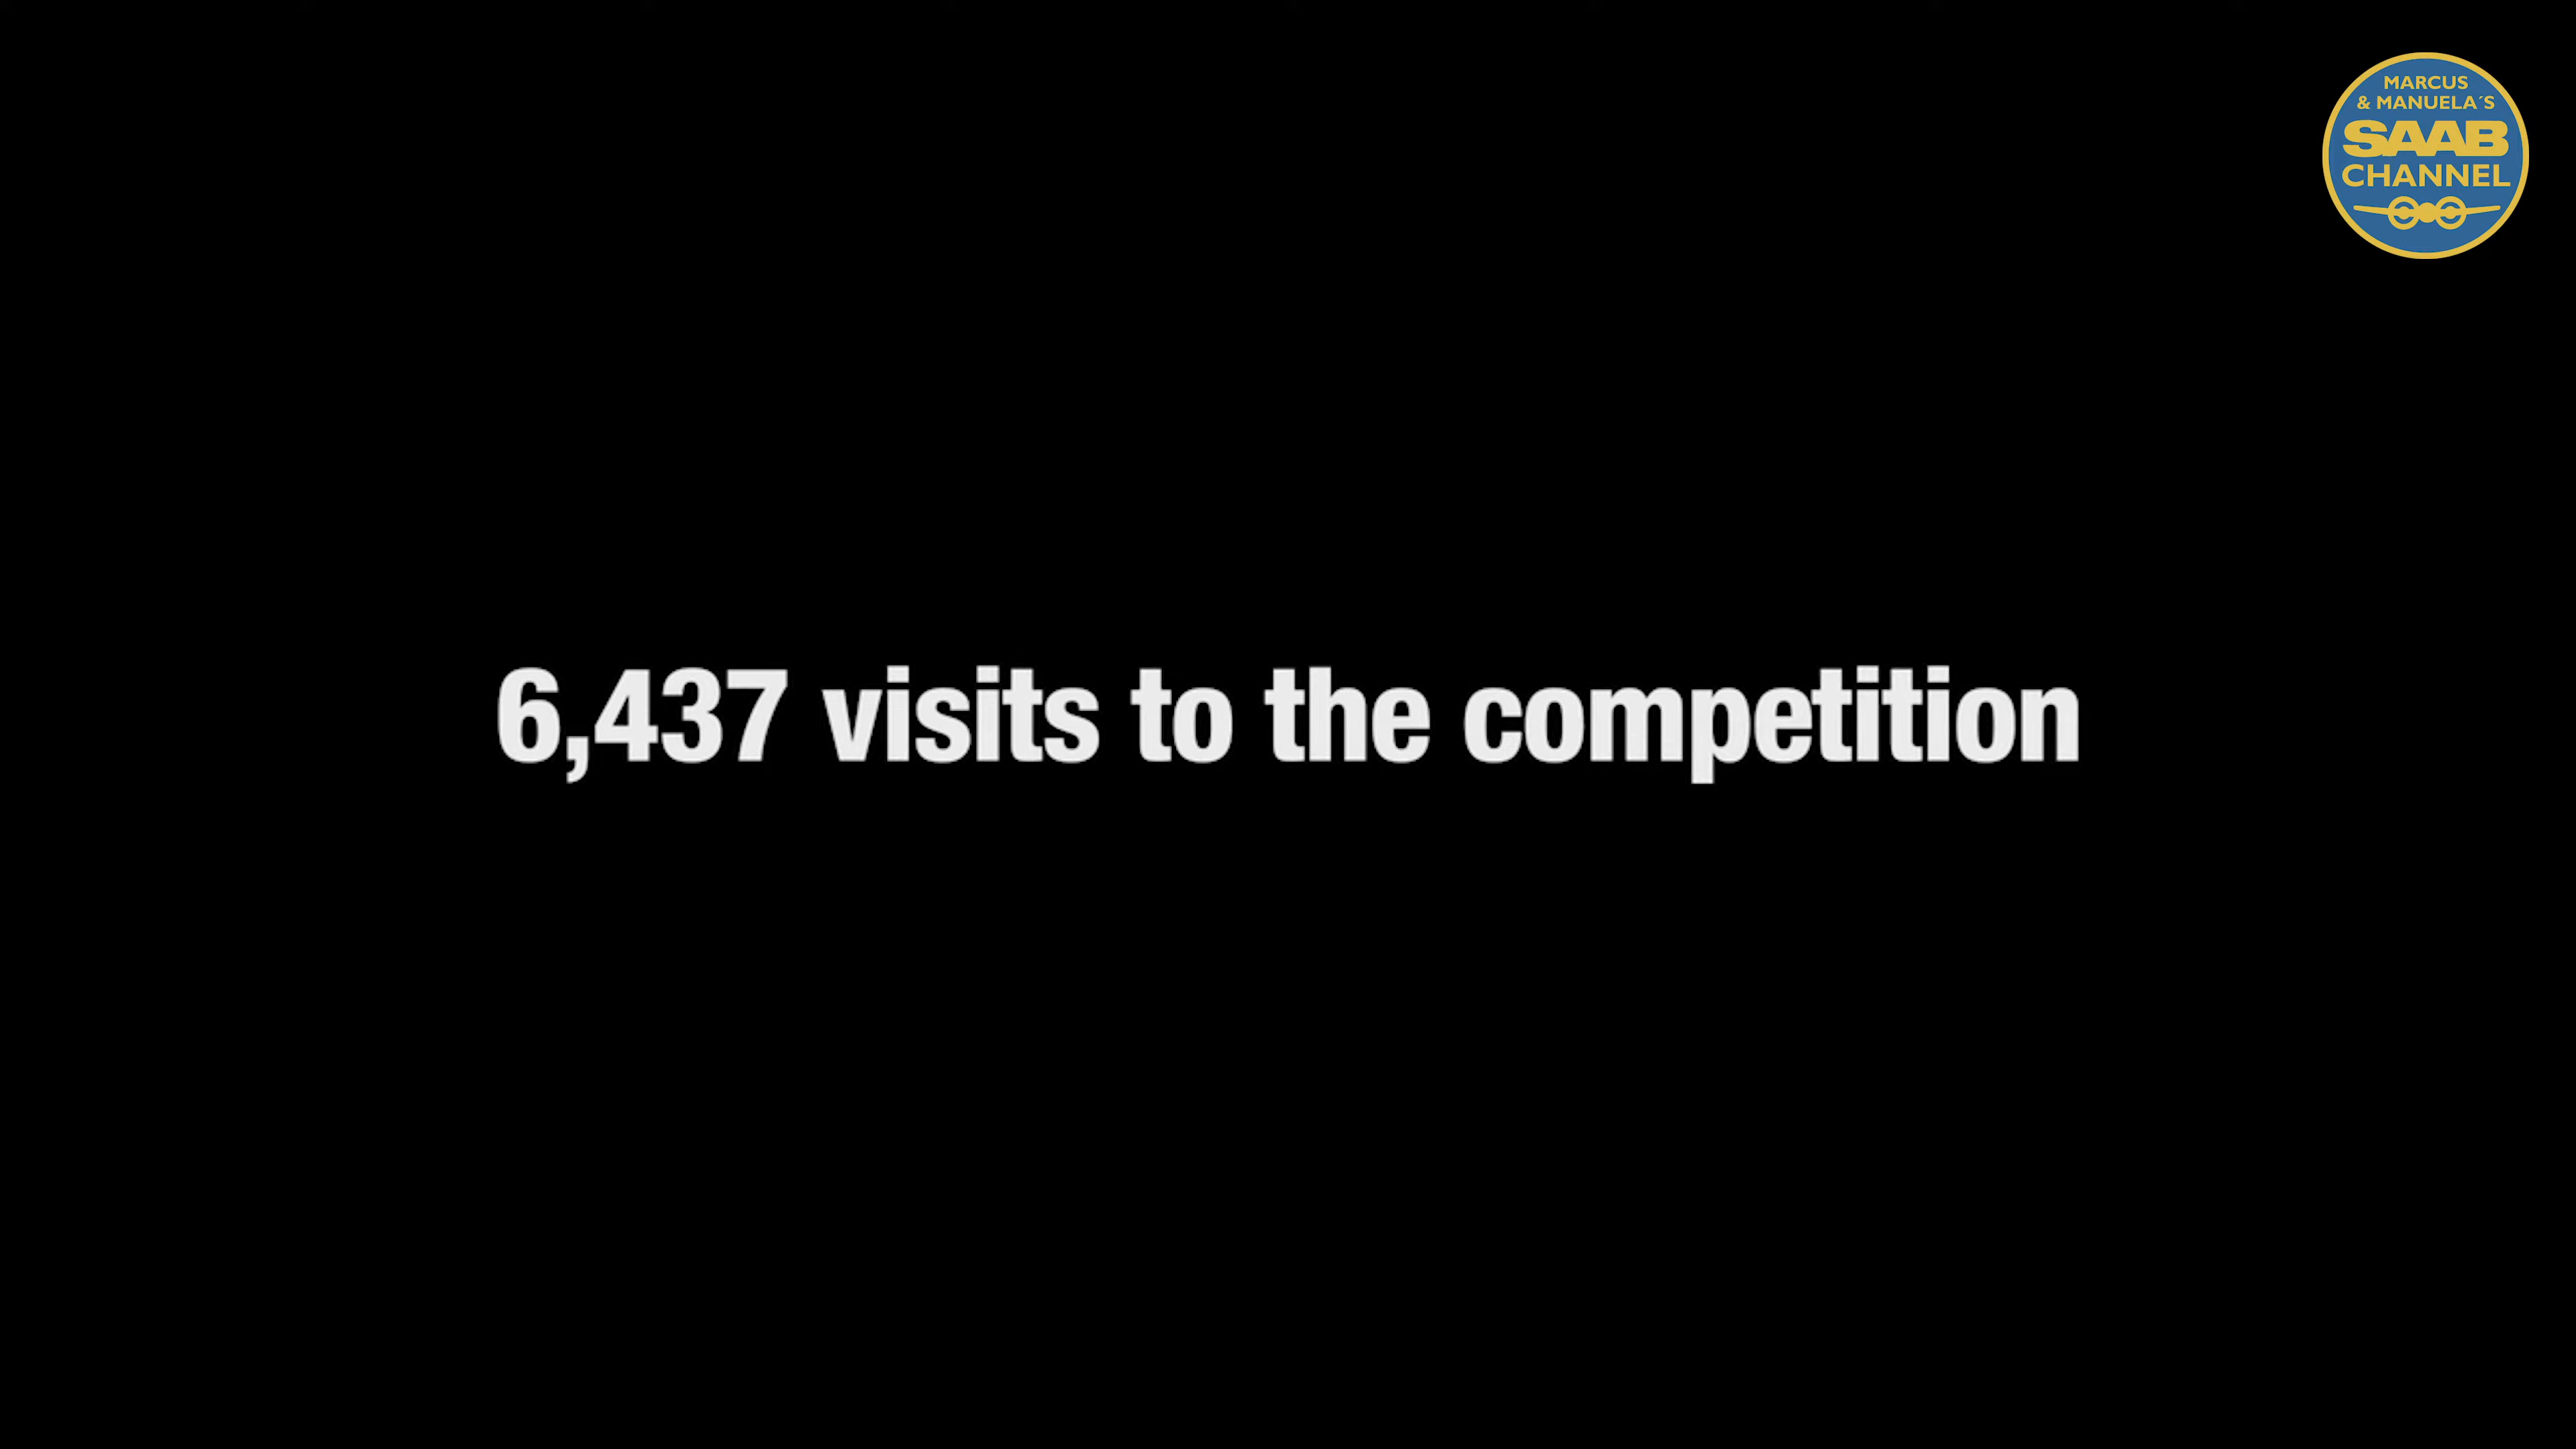 MARCUS
& MANUELA´S
SAAB
CHANNEL
6,437 visits to the competition